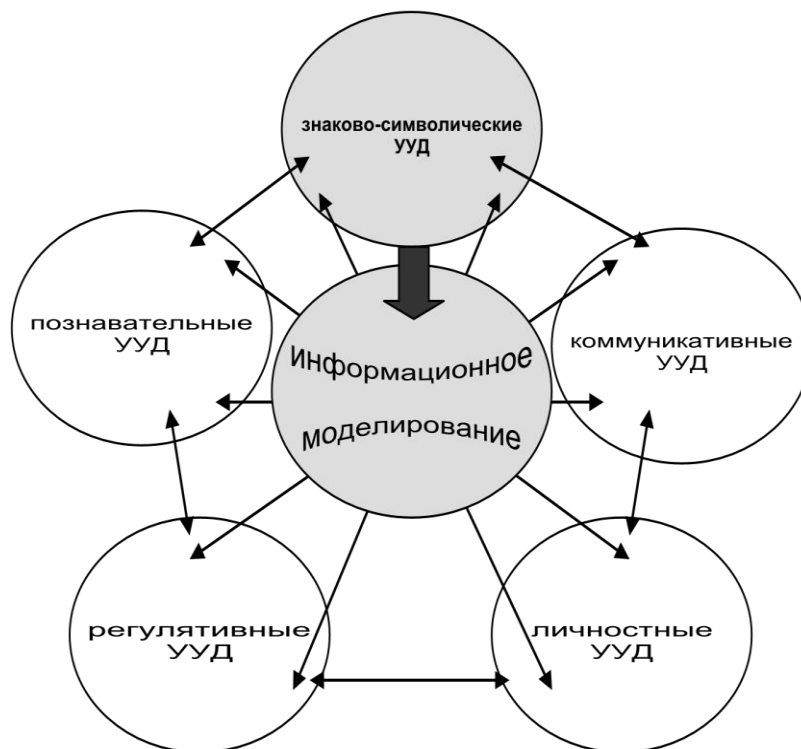 знаково-символические
УУД
познавательные
УУД
коммуникативные
УУД
информационное
моделирование
регулятивные
УУД
личностные
УУД